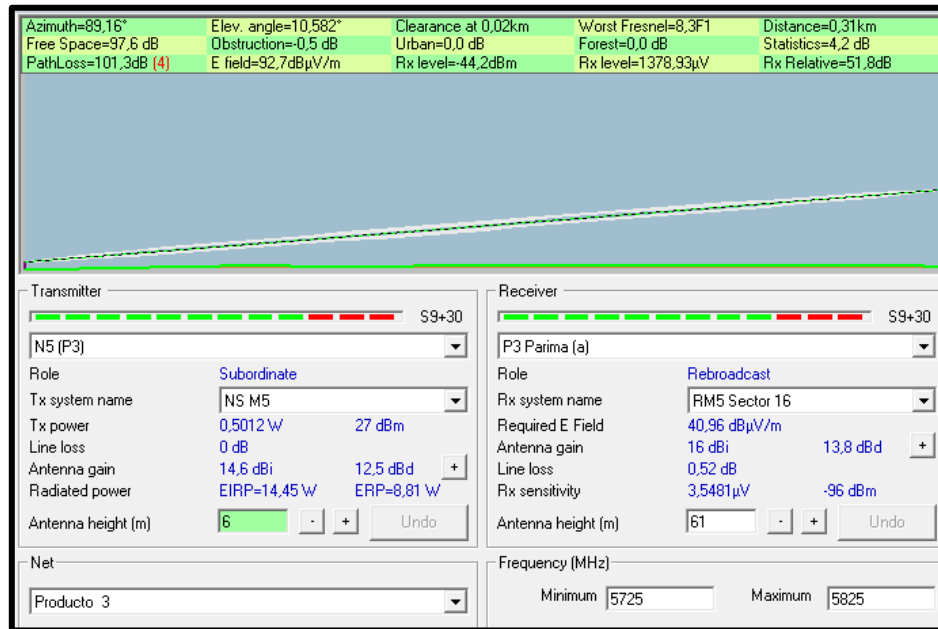 Azimuth=89,16° Elev. angle=10,582° Clearance at 0,02km Worst Fresnel=8,3F1 Distance=0,31km
Free Space=97,6 dB Obstruction=-0,5 dB Urban=0,0 dB Forest=0,0 dB Statistics=4,2 dB
PathLoss=101,3dB (4) E field=92,7dBµV/m Rx level=-44,2dBm Rx level=1378,93µV Rx Relative=51,8dB
Transmitter
S9+30
N5 (P3)
Role Subordinate
Tx system name NS M5
Tx power 0,5012 W 27 dBm
Line loss 0 dB
Antenna gain 14,6 dBi 12,5 dBd +
Radiated power EIRP=14,45 W ERP=8,81 W
Antenna height (m) 6 - + Undo
Net
Producto 3
Receiver
S9+30
P3 Parima (a)
Role Rebroadcast
Rx system name RM5 Sector 16
Required E Field 40,96 dBµV/m
Antenna gain 16 dBi 13,8 dBd +
Line loss 0,52 dB
Rx sensitivity 3,5481µV -96 dBm
Antenna height (m) 61 - + Undo
Frequency (MHz)
Minimum 5725 Maximum 5825